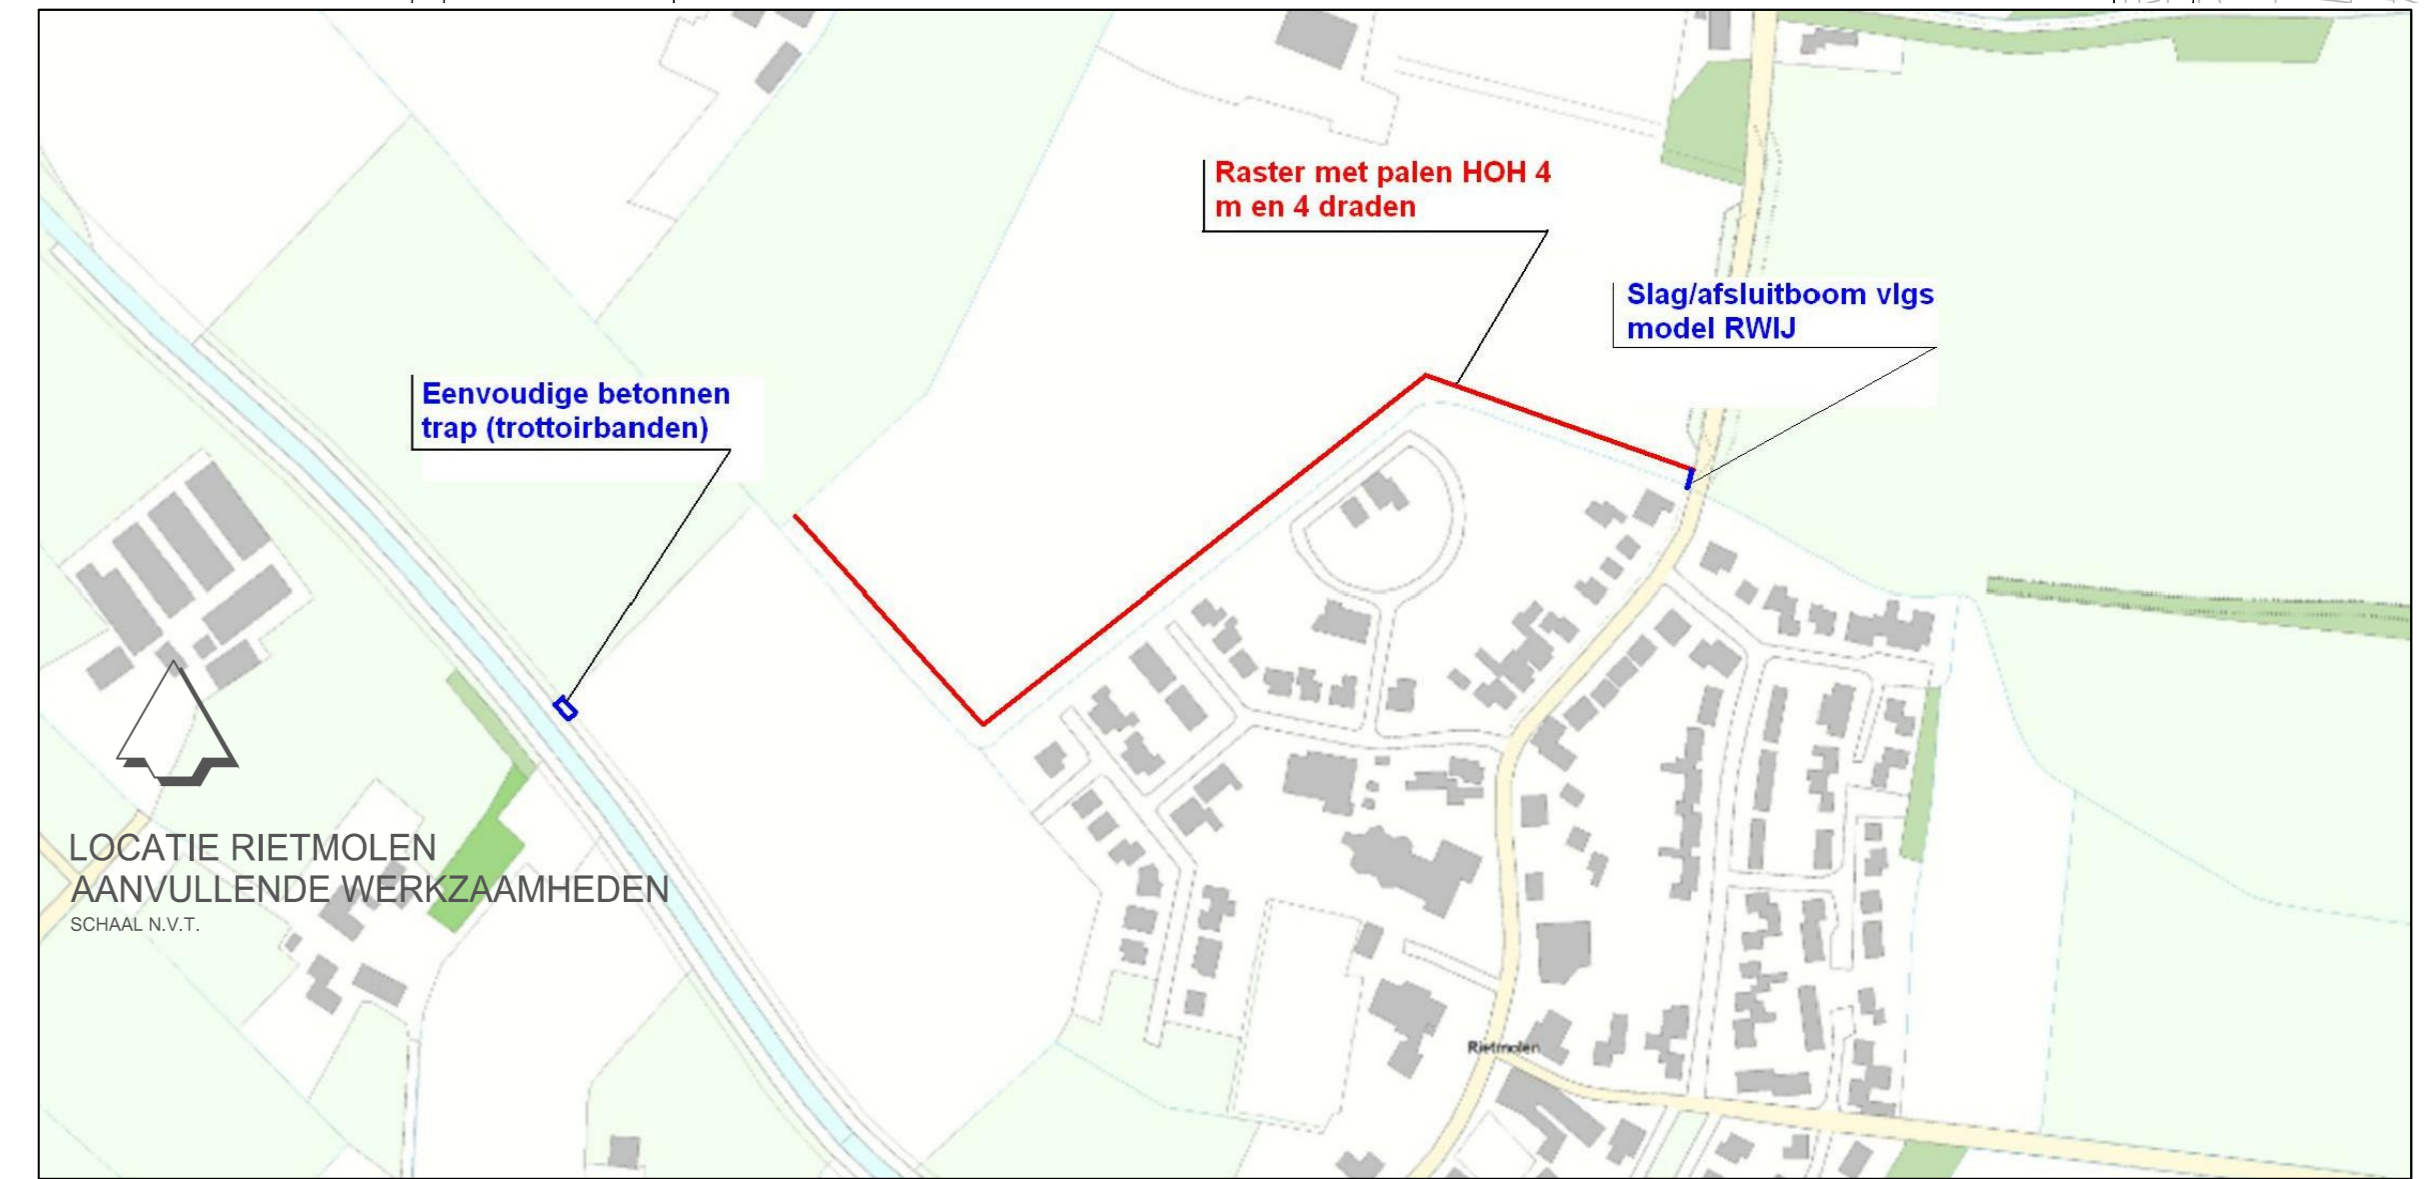 Raster met palen HOH 4
m en 4 draden
Slag/afsluitboom vlgs
model RWIJ
Eenvoudige betonnen
trap (trottoirbanden)
LOCATIE RIETMOLEN
AANVULLENDE WERKZAAMHEDEN
SCHAAL N.V.T.
Rietmolen